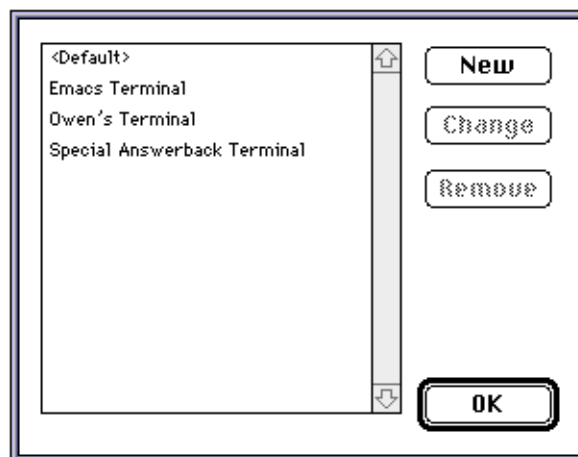 <Default>
Emacs Terminal
Owen's Terminal
Special Answerback Terminal
New
Change
Remove
OK